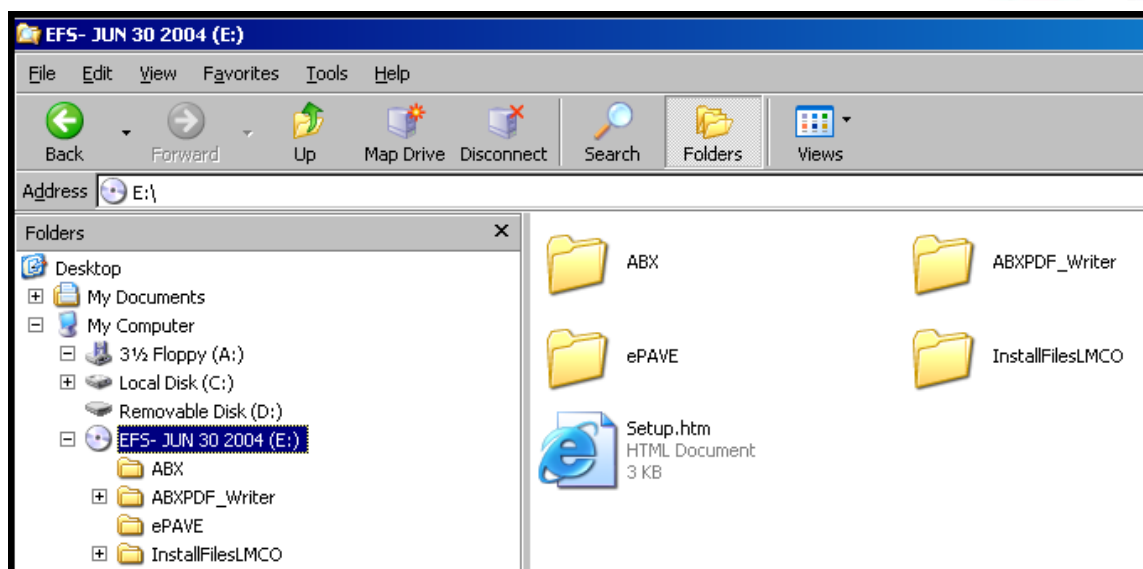 EFS- JUN 30 2004 (E:)
File Edit View Favorites Tools Help
Back Forward Up Map Drive Disconnect Search Folders Views
Address E:\
Folders
Desktop
My Documents
My Computer
3½ Floppy (A:)
Local Disk (C:)
Removable Disk (D:)
EFS- JUN 30 2004 (E:)
ABX
ABXPDF_Writer
ePAVE
InstallFilesLMCO
ABX ABXPDF_Writer
ePAVE InstallFilesLMCO
Setup.htm
HTML Document
3 KB